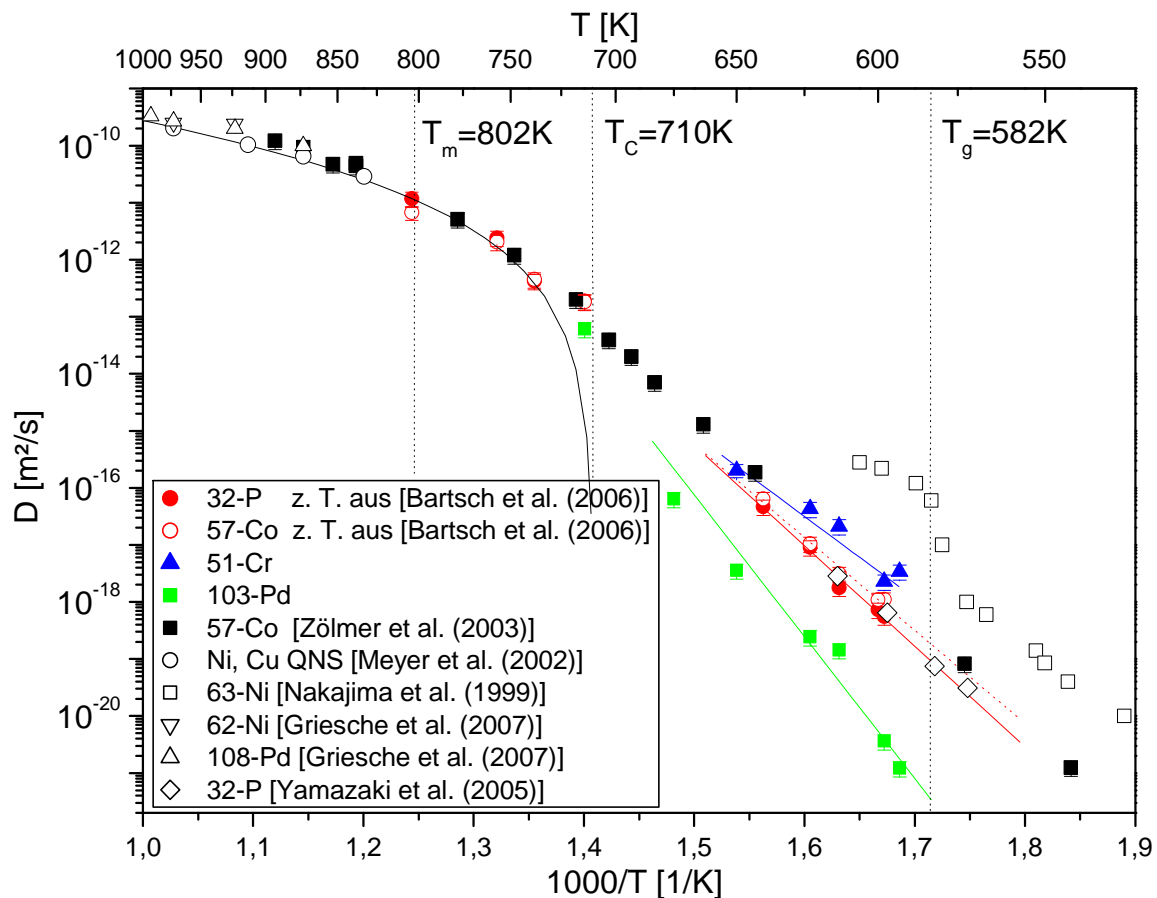 T [K]
1000 950 900 850 800 750 700 650 600 550
T_m=802K T_C=710K T_g=582K
10^-10
10^-12
10^-14
10^-16
10^-18
10^-20
D [m²/s]
32-P z. T. aus [Bartsch et al. (2006)]
57-Co z. T. aus [Bartsch et al. (2006)]
51-Cr
103-Pd
57-Co [Zölmer et al. (2003)]
Ni, Cu QNS [Meyer et al. (2002)]
63-Ni [Nakajima et al. (1999)]
62-Ni [Griesche et al. (2007)]
108-Pd [Griesche et al. (2007)]
32-P [Yamazaki et al. (2005)]
1,0 1,1 1,2 1,3 1,4 1,5 1,6 1,7 1,8 1,9
1000/T [1/K]